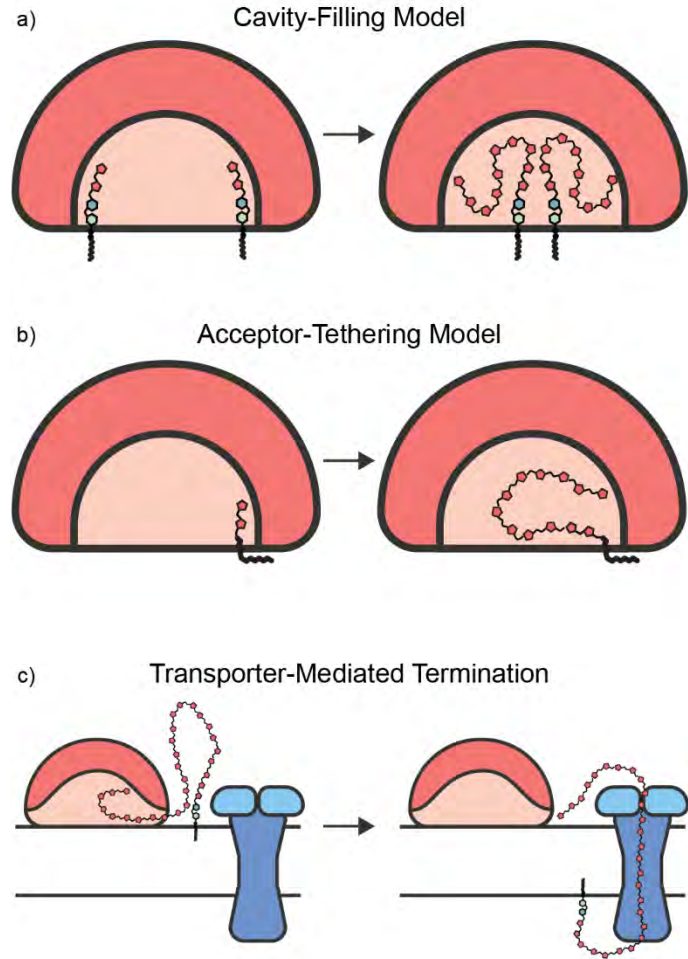 a)
Cavity-Filling Model
b)
Acceptor-Tethering Model
c)
Transporter-Mediated Termination